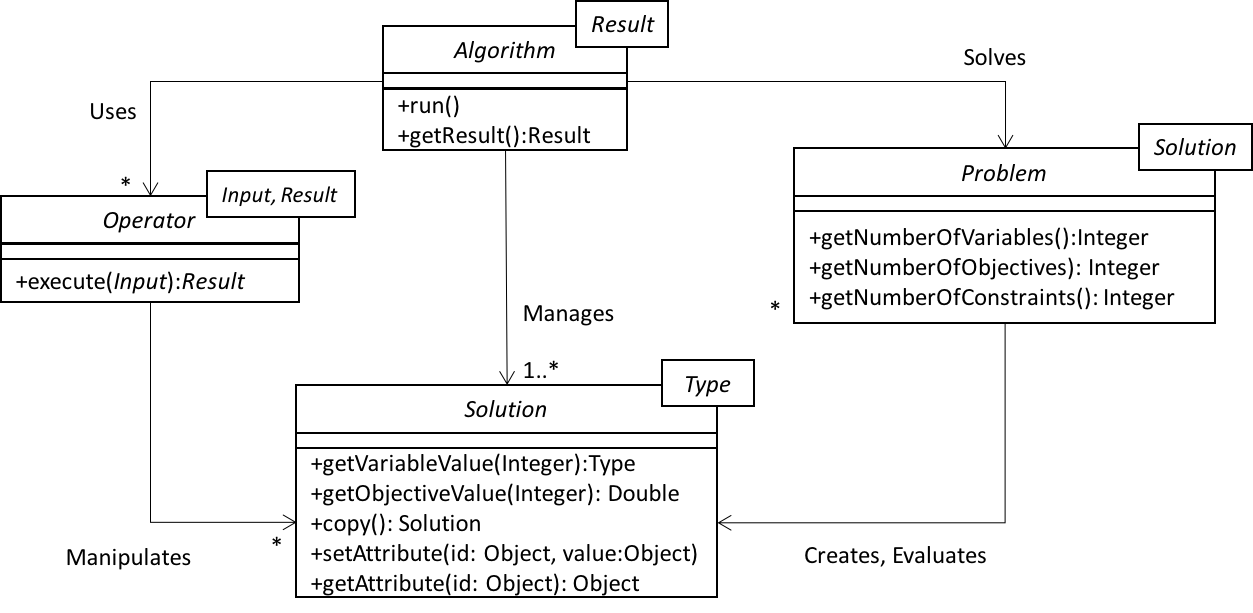 Result
Algorithm
+run()
+getResult():Result
Uses
Solves
*
Input, Result
Operator
+execute(Input):Result
Solution
Problem
+getNumberOfVariables():Integer
+getNumberOfObjectives): Integer
+getNumberOfConstraints(): Integer
*
Manages
1..*
Type
Solution
+getVariableValue(Integer):Type
+getObjectiveValue(Integer): Double
+copy(): Solution
+setAttribute(id: Object, value:Object)
+getAttribute(id: Object): Object
*
Manipulates
Creates, Evaluates